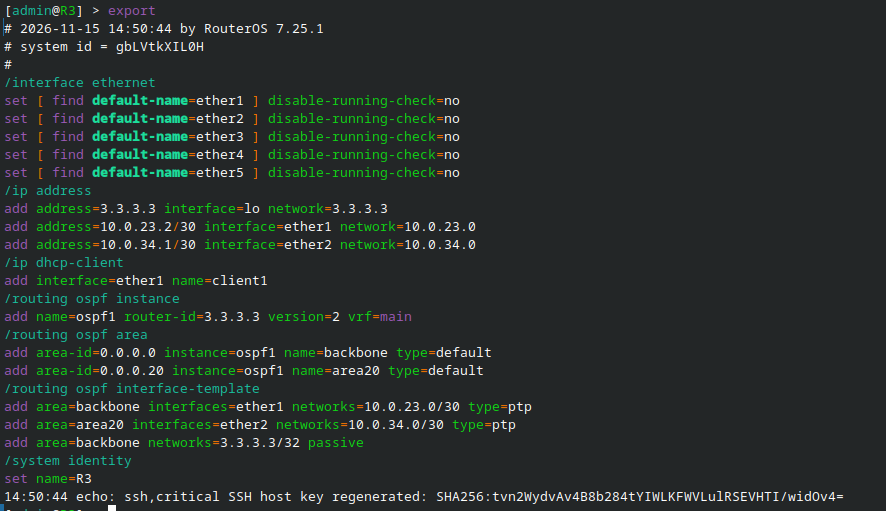 [admin@R3] > export
# 2026-11-15 14:50:44 by RouterOS 7.25.1
# system id = gbLVtkXIL0H
#
/interface ethernet
set [ find default-name=ether1 ] disable-running-check=no
set [ find default-name=ether2 ] disable-running-check=no
set [ find default-name=ether3 ] disable-running-check=no
set [ find default-name=ether4 ] disable-running-check=no
set [ find default-name=ether5 ] disable-running-check=no
/ip address
add address=3.3.3.3 interface=lo network=3.3.3.3
add address=10.0.23.2/30 interface=ether1 network=10.0.23.0
add address=10.0.34.1/30 interface=ether2 network=10.0.34.0
/ip dhcp-client
add interface=ether1 name=client1
/routing ospf instance
add name=ospf1 router-id=3.3.3.3 version=2 vrf=main
/routing ospf area
add area-id=0.0.0.0 instance=ospf1 name=backbone type=default
add area-id=0.0.0.20 instance=ospf1 name=area20 type=default
/routing ospf interface-template
add area=backbone interfaces=ether1 networks=10.0.23.0/30 type=ptp
add area=area20 interfaces=ether2 networks=10.0.34.0/30 type=ptp
add area=backbone networks=3.3.3.3/32 passive
/system identity
set name=R3
14:50:44 echo: ssh,critical SSH host key regenerated: SHA256:tvn2WydvAv4B8b284tYIWLKFWVLulRSEVHTI/widOv4=